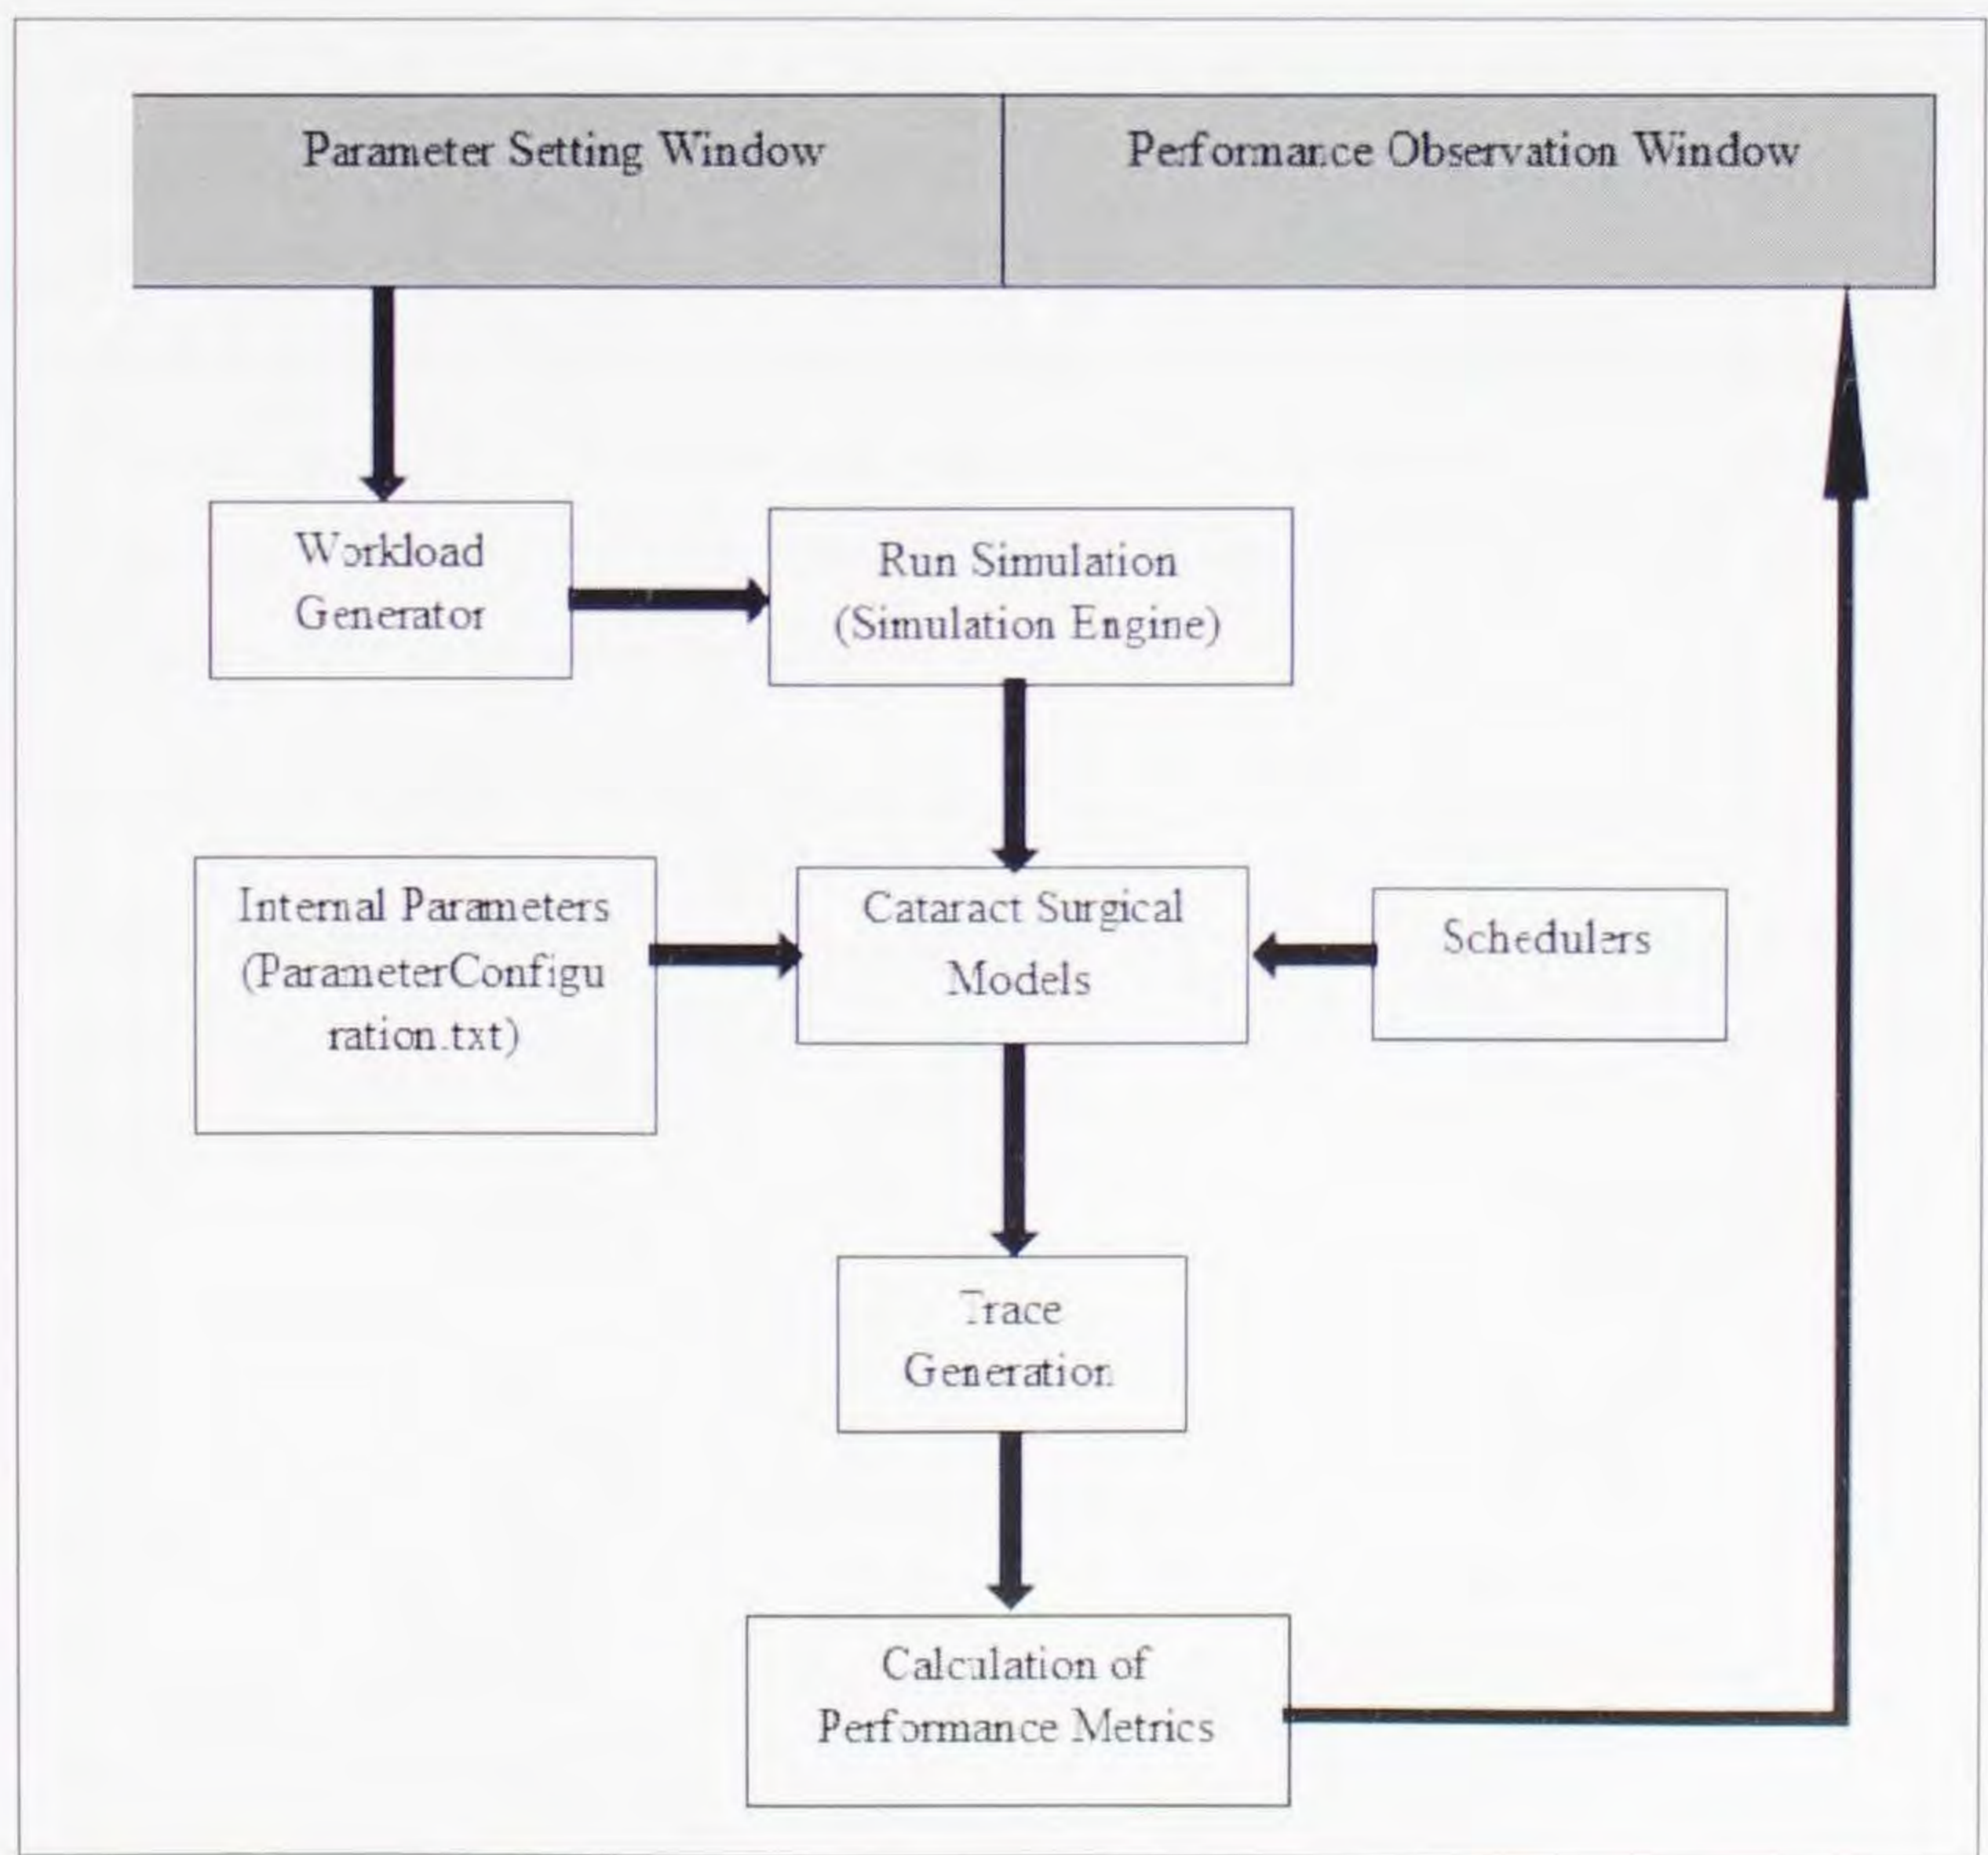 Parameter Setting Window
Performance Observation Window
Workload
Generator
Run Simulation
(Simulation Engine)
Internal Parameters
(ParameterConfigu
ration.txt)
Cataract Surgical
Models
Schedulers
Trace
Generation
Calculation of
Performance Metrics